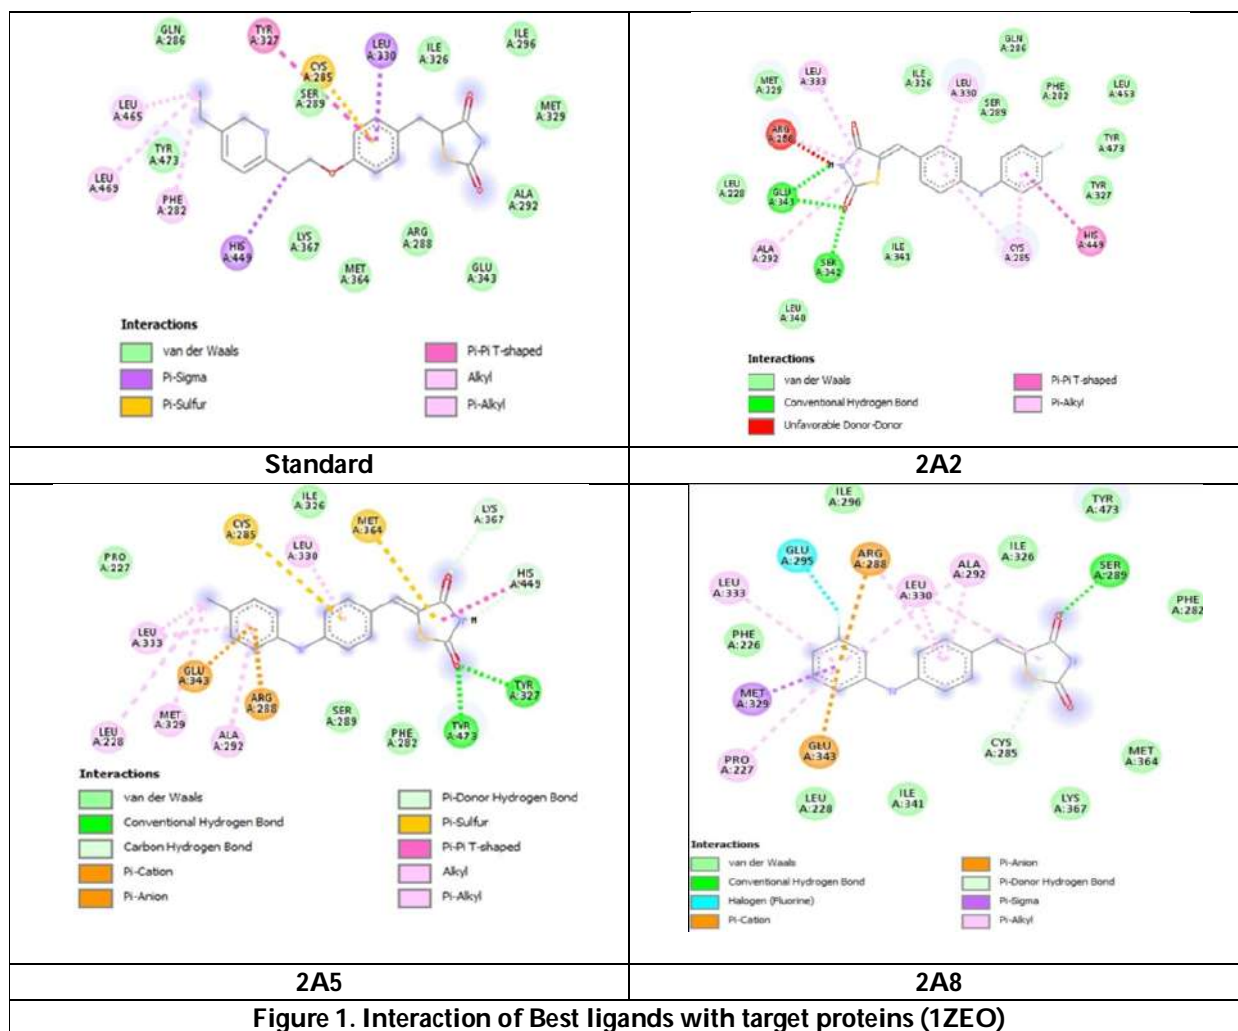 GLN
A:286
TYR
A:327
CYS
A:285
LEU
A:330
ILE
A:326
ILE
A:296
LEU
A:465
SER
A:289
MET
A:329
TYR
A:473
LEU
A:469
PHE
A:282
ALA
A:292
HIS
A:449
LYS
A:367
ARG
A:288
MET
A:364
GLU
A:343
Interactions
van der Waals
Pi-Sigma
Pi-Sulfur
Pi-Pi T-shaped
Alkyl
Pi-Alkyl
Standard
GLN
A:286
MET
A:329
LEU
A:333
ILE
A:326
LEU
A:330
SER
A:289
PHE
A:282
LEU
A:453
ARG
A:286
TYR
A:473
H
LEU
A:228
GLU
A:343
TYR
A:327
ALA
A:292
SER
A:342
ILE
A:341
CYS
A:285
HIS
A:449
LEU
A:340
Interactions
van der Waals
Conventional Hydrogen Bond
Unfavorable Donor-Donor
Pi-Pi T-shaped
Pi-Alkyl
2A2
ILE
A:326
CYS
A:285
MET
A:364
LYS
A:367
PRO
A:227
LEU
A:330
HIS
A:449
H
LEU
A:333
GLU
A:343
ARG
A:288
TYR
A:327
LEU
A:228
MET
A:329
ALA
A:292
SER
A:289
PHE
A:282
TYR
A:473
Interactions
van der Waals
Conventional Hydrogen Bond
Carbon Hydrogen Bond
Pi-Cation
Pi-Anion
Pi-Donor Hydrogen Bond
Pi-Sulfur
Pi-Pi T-shaped
Alkyl
Pi-Alkyl
2A5
ILE
A:296
TYR
A:473
GLU
A:295
ARG
A:288
ILE
A:326
LEU
A:333
LEU
A:330
ALA
A:292
SER
A:289
PHE
A:282
PHE
A:226
MET
A:329
PRO
A:227
GLU
A:343
CYS
A:285
MET
A:364
LEU
A:228
ILE
A:341
LYS
A:367
Interactions
van der Waals
Conventional Hydrogen Bond
Halogen (Fluorine)
Pi-Cation
Pi-Anion
Pi-Donor Hydrogen Bond
Pi-Sigma
Pi-Alkyl
2A8
Figure 1. Interaction of Best ligands with target proteins (1ZEO)